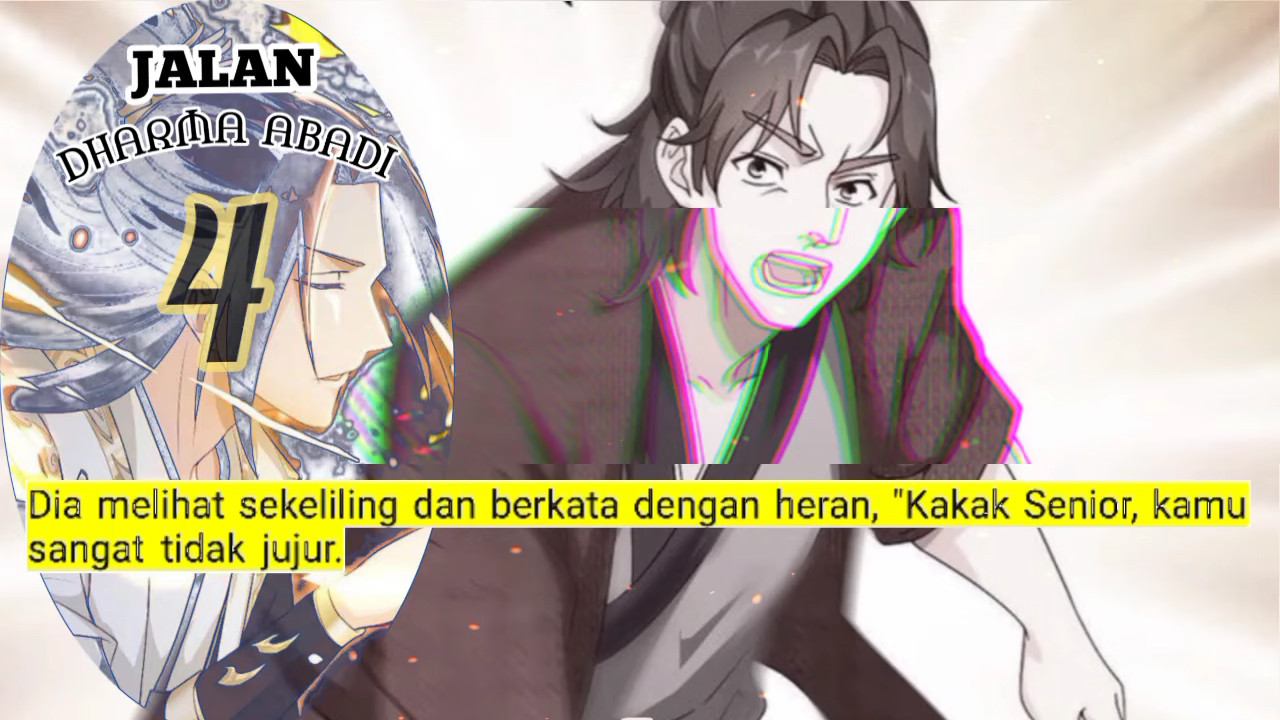 JALAN
DHARMA ABADI
4
Dia melihat sekeliling dan berkata dengan heran, "Kakak Senior, kamu
sangat tidak jujur.